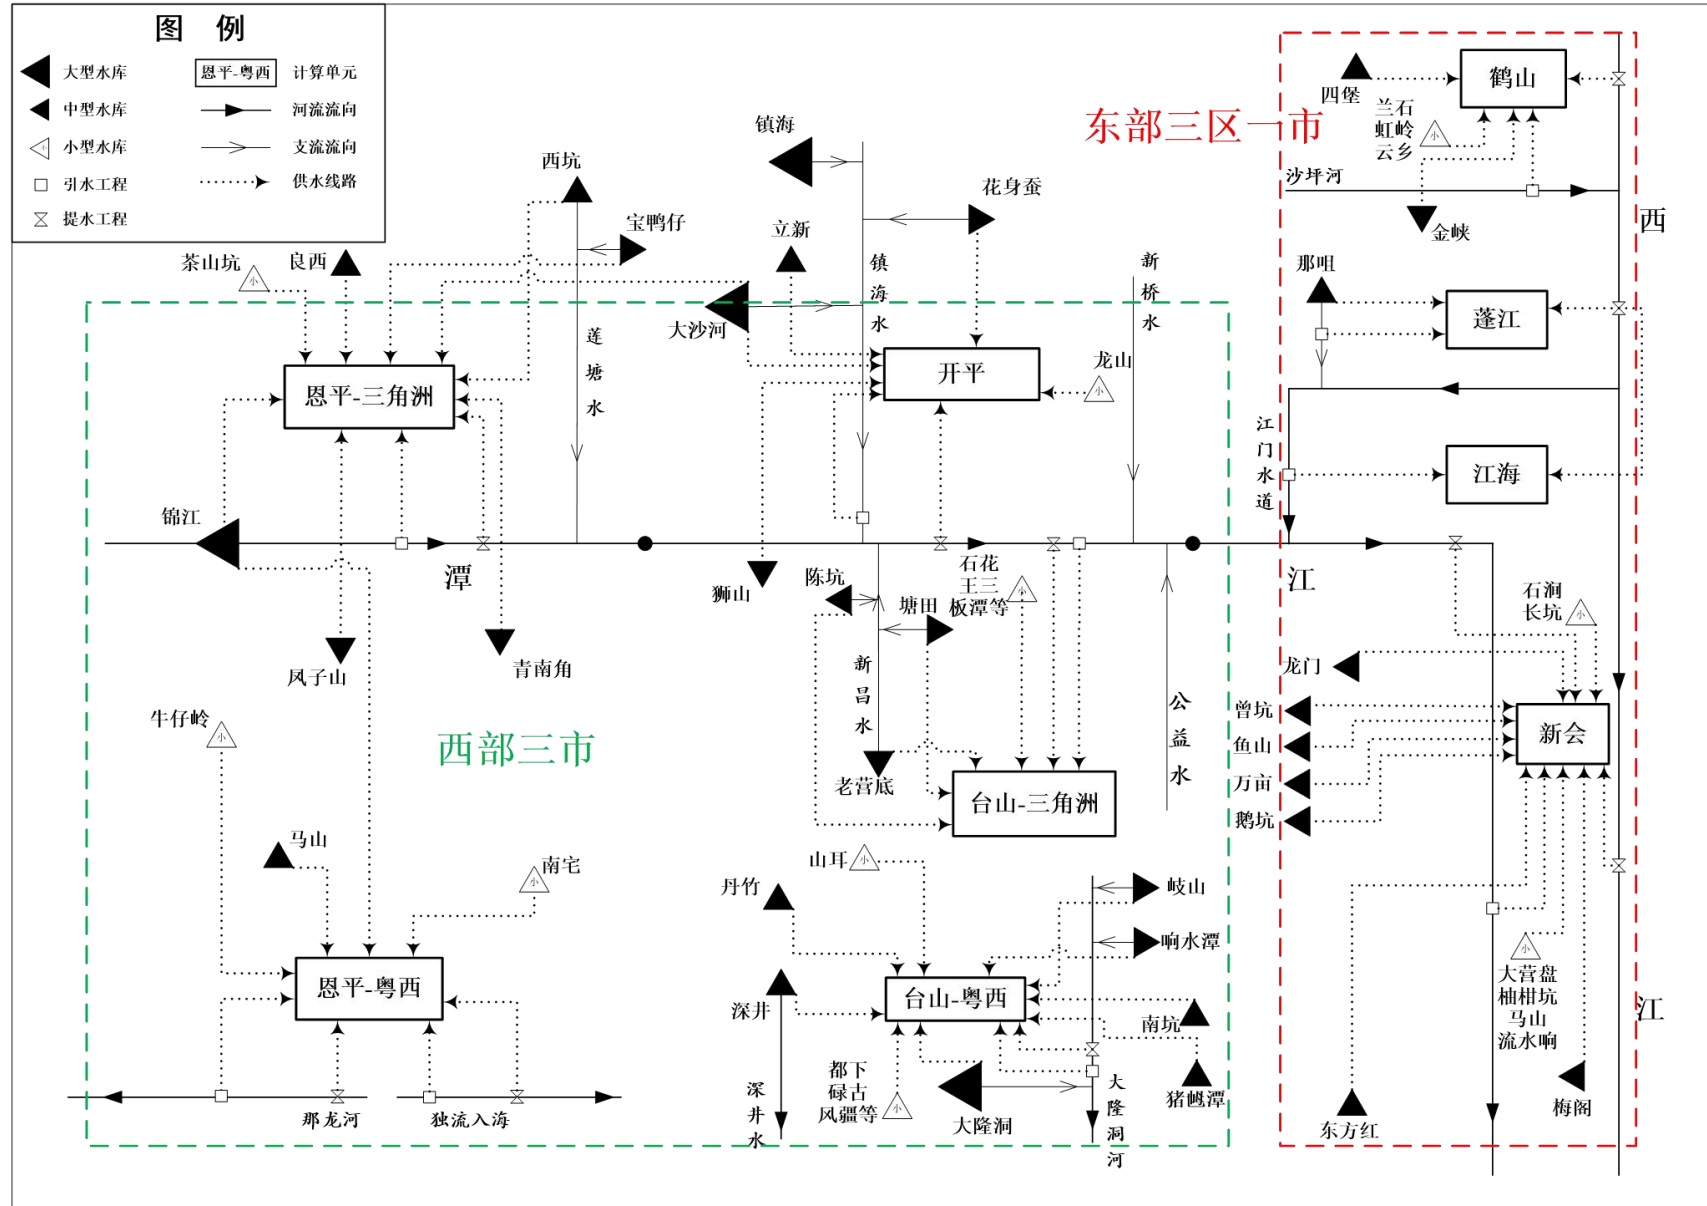 图 例
大型水库
恩平-粤西
计算单元
中型水库
河流流向
小
小型水库
支流流向
引水工程
供水线路
提水工程
东部三区一市
西部三市
四堡
鹤山
兰石
虹岭
云乡
小
沙坪河
金峡
西
江
那咀
蓬江
江门水道
江海
镇海
西坑
花身蚕
立新
宝鸭仔
镇海水
新桥水
茶山坑
小
良西
大沙河
莲塘水
恩平-三角洲
开平
龙山
小
锦江
潭
江
狮山
陈坑
石花
王三
板潭等
小
塘田
凤子山
青南角
新昌水
公益水
老营底
台山-三角洲
石涧
长坑
小
龙门
曾坑
鱼山
万亩
鹅坑
新会
牛仔岭
小
马山
南宅
小
恩平-粤西
那龙河
独流入海
山耳
小
丹竹
岐山
响水潭
深井
台山-粤西
南坑
都下
碌古
风疆等
小
大隆洞
猪乸潭
深井水
大隆洞河
小
大营盘
柚柑坑
马山
流水响
东方红
梅阁